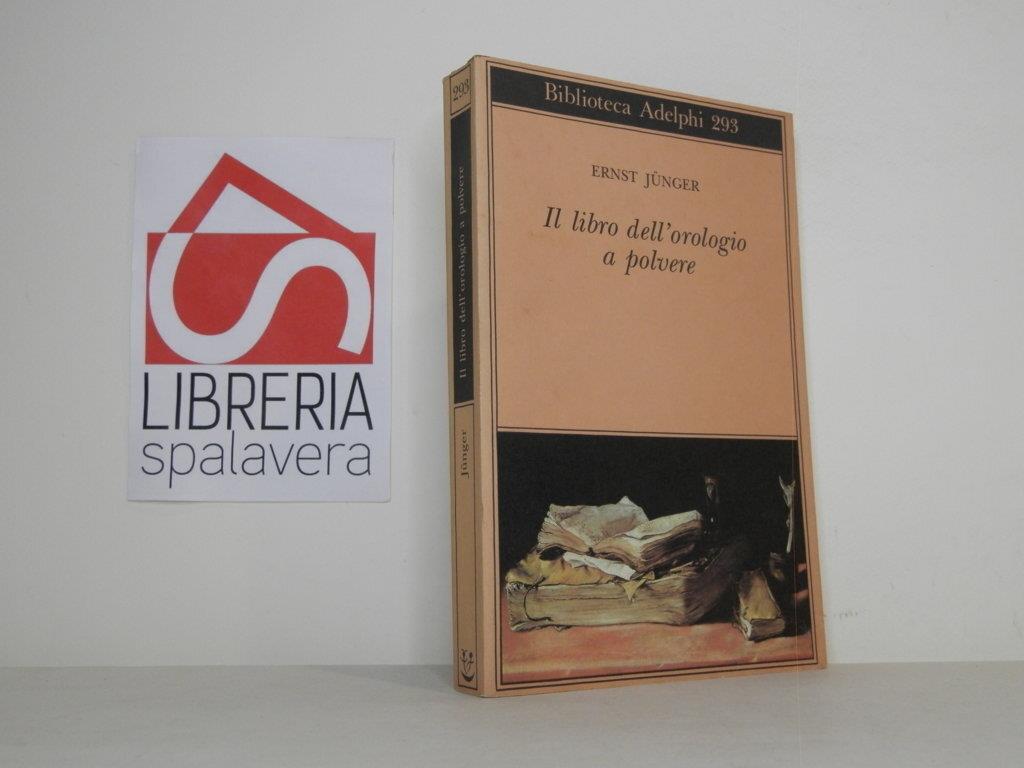 LIBRERIA
spalavera
293
Il libro dell'orologio a polvere
Jünger
Biblioteca Adelphi 293
ERNST JÜNGER
Il libro dell'orologio
a polvere